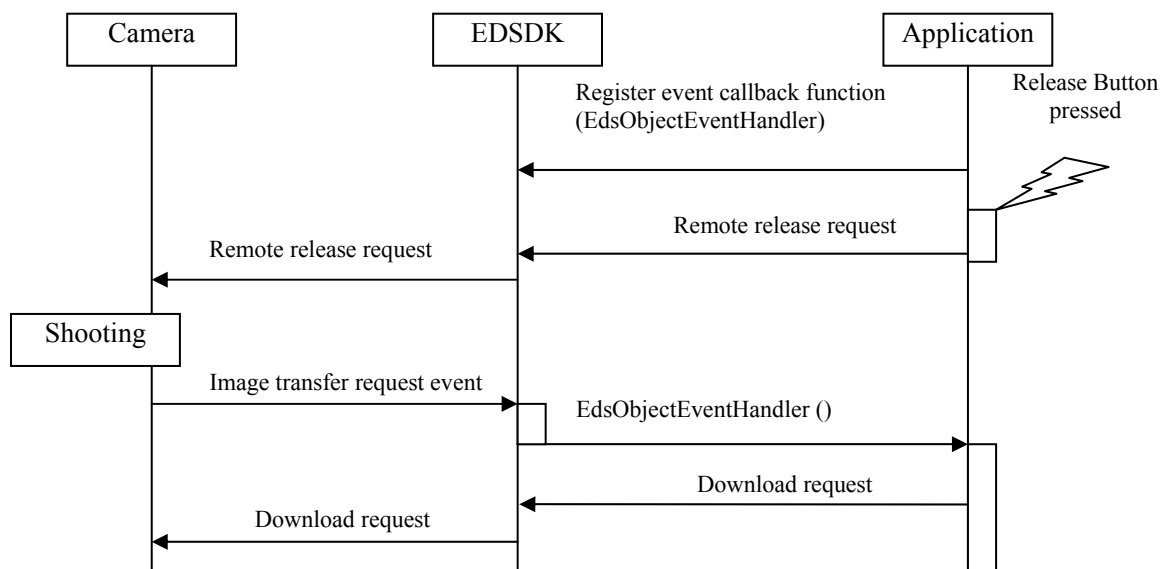 Camera
EDSDK
Application
Register event callback function
(EdsObjectEventHandler)
Release Button
pressed
Remote release request
Remote release request
Shooting
Image transfer request event
EdsObjectEventHandler ()
Download request
Download request